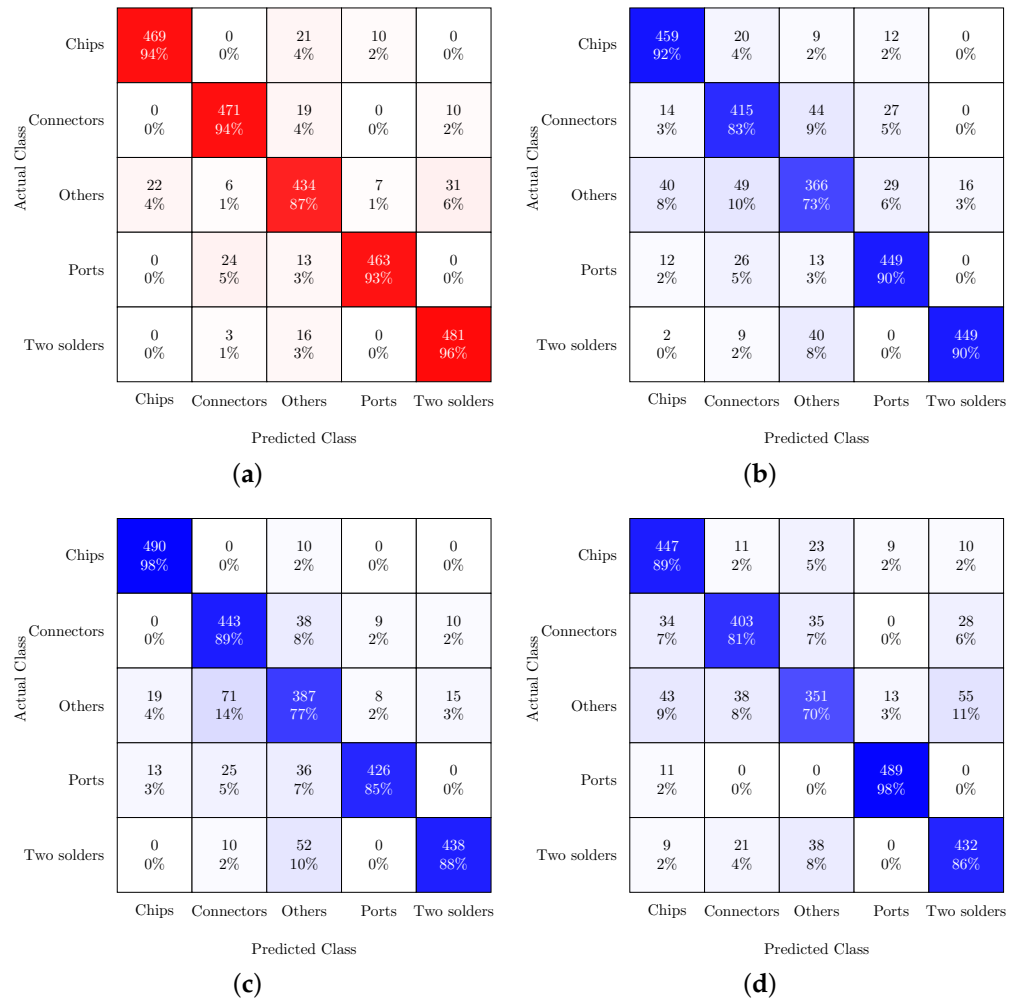 Actual Class
Chips
469 0 21 10 0
94% 0% 4% 2% 0%
Connectors
0 471 19 0 10
0% 94% 4% 0% 2%
Others
22 6 434 7 31
4% 1% 87% 1% 6%
Ports
0 24 13 463 0
0% 5% 3% 93% 0%
Two solders
0 3 16 0 481
0% 1% 3% 0% 96%
Chips Connectors Others Ports Two solders
Predicted Class
(a)
Actual Class
Chips
459 20 9 12 0
92% 4% 2% 2% 0%
Connectors
14 415 44 27 0
3% 83% 9% 5% 0%
Others
40 49 366 29 16
8% 10% 73% 6% 3%
Ports
12 26 13 449 0
2% 5% 3% 90% 0%
Two solders
2 9 40 0 449
0% 2% 8% 0% 90%
Chips Connectors Others Ports Two solders
Predicted Class
(b)
Actual Class
Chips
490 0 10 0 0
98% 0% 2% 0% 0%
Connectors
0 443 38 9 10
0% 89% 8% 2% 2%
Others
19 71 387 8 15
4% 14% 77% 2% 3%
Ports
13 25 36 426 0
3% 5% 7% 85% 0%
Two solders
0 10 52 0 438
0% 2% 10% 0% 88%
Chips Connectors Others Ports Two solders
Predicted Class
(c)
Actual Class
Chips
447 11 23 9 10
89% 2% 5% 2% 2%
Connectors
34 403 35 0 28
7% 81% 7% 0% 6%
Others
43 38 351 13 55
9% 8% 70% 3% 11%
Ports
11 0 0 489 0
2% 0% 0% 98% 0%
Two solders
9 21 38 0 432
2% 4% 8% 0% 86%
Chips Connectors Others Ports Two solders
Predicted Class
(d)